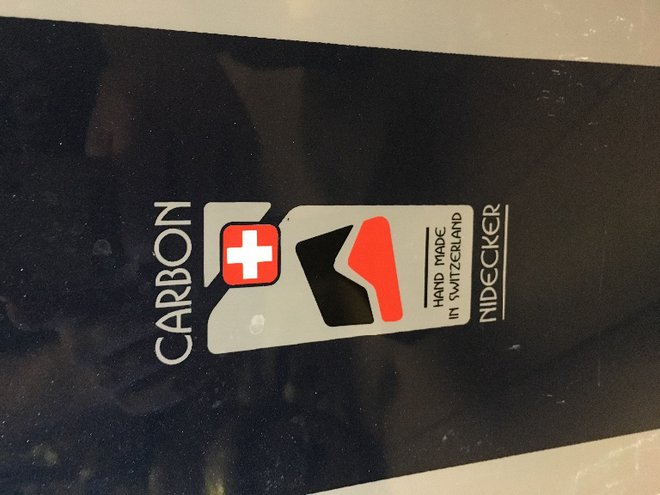 CARBON
HAND MADE
IN SWITZERLAND
NIDECKER